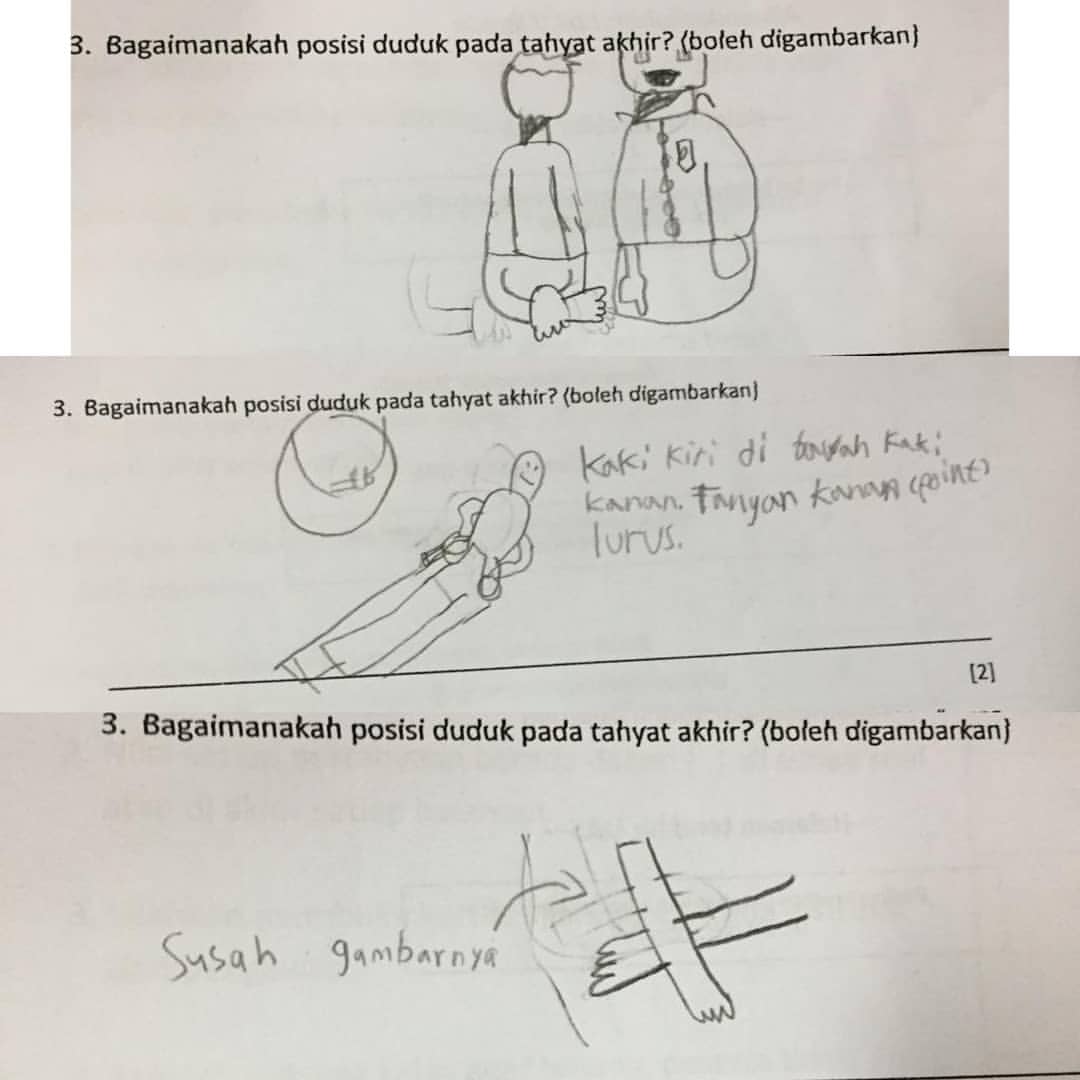 3. Bagaimanakah posisi duduk pada tahyat akhir? (boleh digambarkan}
3. Bagaimanakah posisi duduk pada tahyat akhir? (boleh digambarkan}
kaki kiri di bawah kaki
kanan. Tanyan kanan (point)
lurus.
[2]
3. Bagaimanakah posisi duduk pada tahyat akhir? (boleh digambarkan}
Susah gambarnya